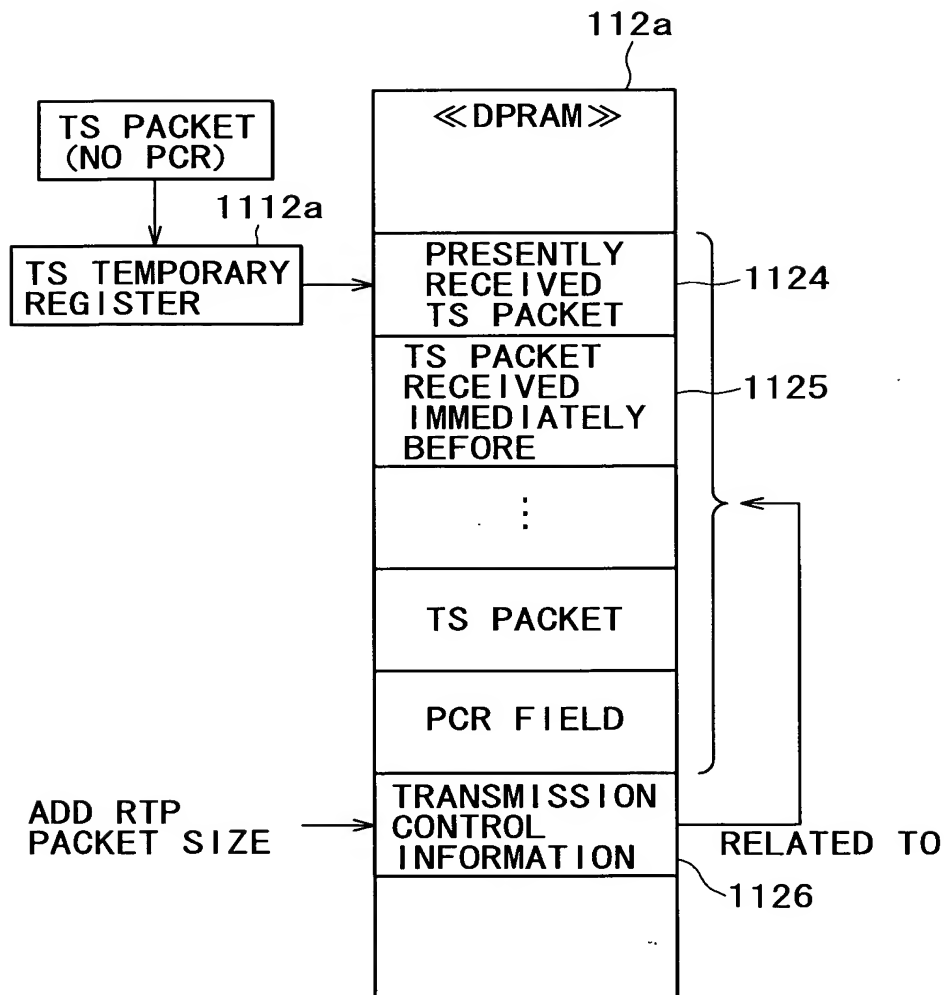 112a
≪DPRAM≫
TS PACKET
(NO PCR)
1112a
TS TEMPORARY
REGISTER
PRESENTLY
RECEIVED
TS PACKET
1124
TS PACKET
RECEIVED
IMMEDIATELY
BEFORE
1125
⋮
TS PACKET
PCR FIELD
ADD RTP
PACKET SIZE
TRANSMISSION
CONTROL
INFORMATION
RELATED TO
1126